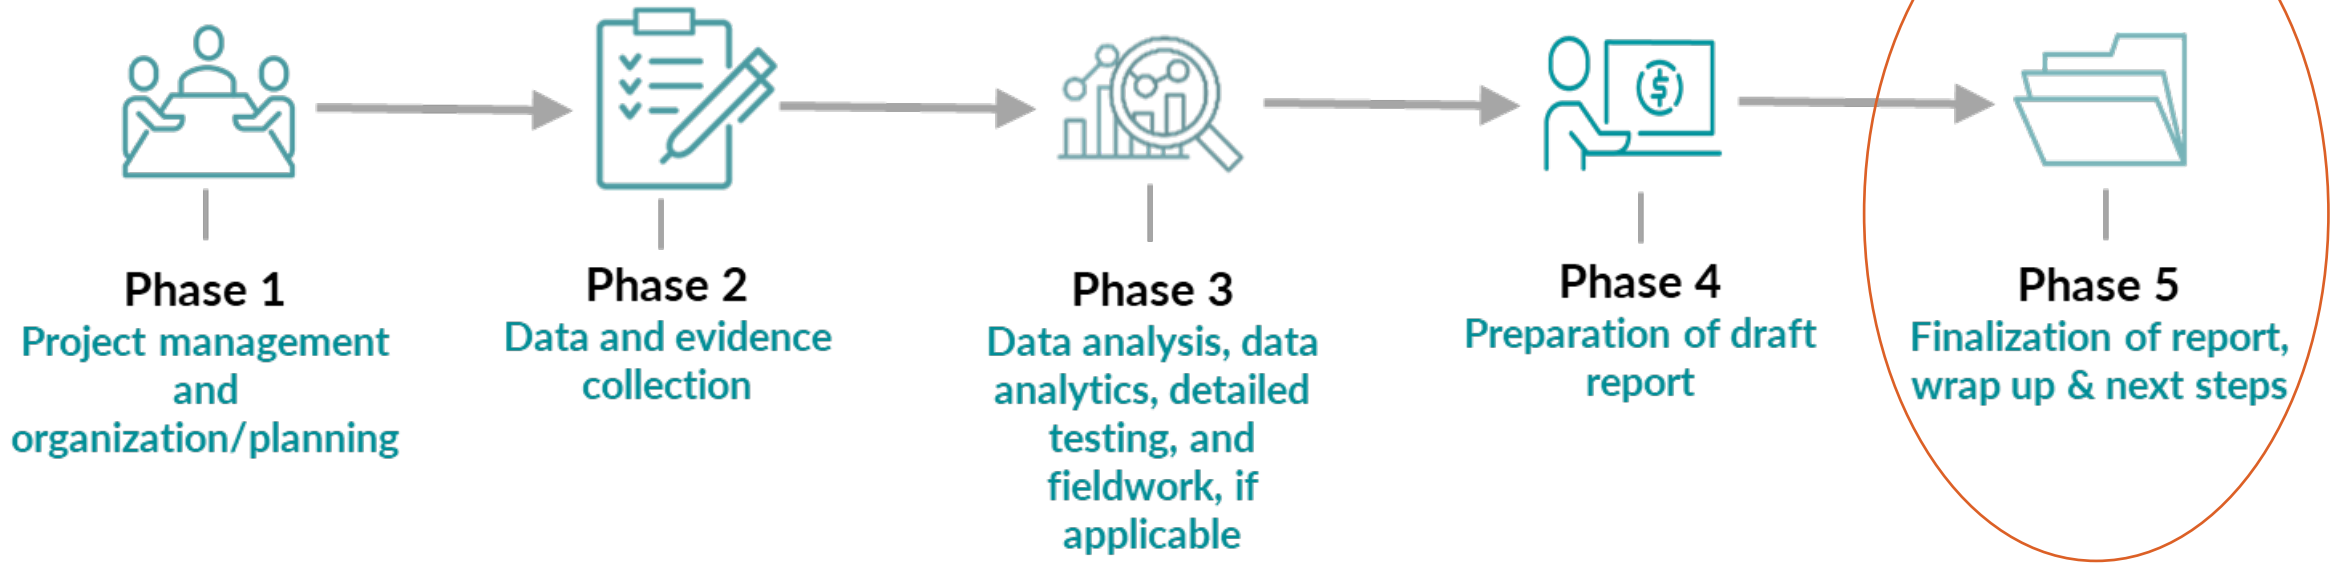 Phase 1
Project management
and
organization/planning
Phase 2
Data and evidence
collection
Phase 3
Data analysis, data
analytics, detailed
testing, and
fieldwork, if
applicable
$
Phase 4
Preparation of draft
report
Phase 5
Finalization of report,
wrap up & next steps